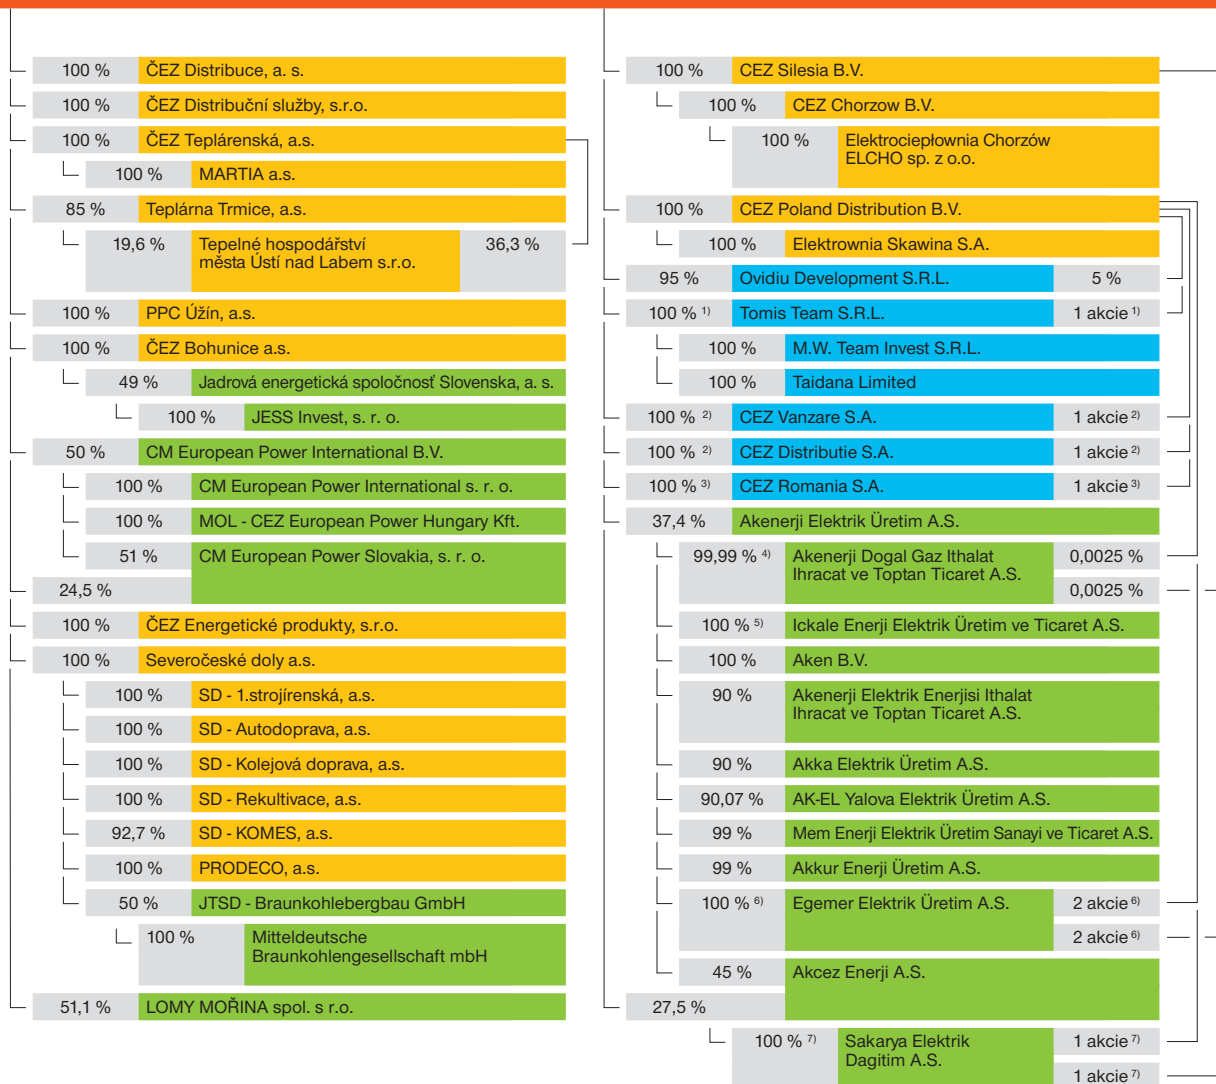 100 % ČEZ Distribuce, a. s.
100 % ČEZ Distribuční služby, s.r.o.
100 % ČEZ Teplárenská, a.s.
100 % MARTIA a.s.
85 % Teplárna Trmice, a.s.
19,6 % Tepelné hospodářství 36,3 %
města Ústí nad Labem s.r.o.
100 % PPC Úžín, a.s.
100 % ČEZ Bohunice a.s.
49 % Jadrová energetická spoločnosť Slovenska, a. s.
100 % JESS Invest, s. r. o.
50 % CM European Power International B.V.
100 % CM European Power International s. r. o.
100 % MOL - CEZ European Power Hungary Kft.
51 % CM European Power Slovakia, s. r. o.
24,5 %
100 % ČEZ Energetické produkty, s.r.o.
100 % Severočeské doly a.s.
100 % SD - 1.strojírenská, a.s.
100 % SD - Autodoprava, a.s.
100 % SD - Kolejová doprava, a.s.
100 % SD - Rekultivace, a.s.
92,7 % SD - KOMES, a.s.
100 % PRODECO, a.s.
50 % JTSD - Braunkohlebergbau GmbH
100 % Mitteldeutsche
Braunkohlengesellschaft mbH
51,1 % LOMY MOŘINA spol. s r.o.
100 % CEZ Silesia B.V.
100 % CEZ Chorzow B.V.
100 % Elektrociepłownia Chorzów
ELCHO sp. z o.o.
100 % CEZ Poland Distribution B.V.
100 % Elektrownia Skawina S.A.
95 % Ovidiu Development S.R.L. 5 %
100 % 1) Tomis Team S.R.L. 1 akcie 1)
100 % M.W. Team Invest S.R.L.
100 % Taidana Limited
100 % 2) CEZ Vanzare S.A. 1 akcie 2)
100 % 2) CEZ Distributie S.A. 1 akcie 2)
100 % 3) CEZ Romania S.A. 1 akcie 3)
37,4 % Akenerji Elektrik Üretim A.S.
99,99 % 4) Akenerji Dogal Gaz Ithalat 0,0025 %
Ihracat ve Toptan Ticaret A.S.
0,0025 %
100 % 5) Ickale Enerji Elektrik Üretim ve Ticaret A.S.
100 % Aken B.V.
90 % Akenerji Elektrik Enerjisi Ithalat
Ihracat ve Toptan Ticaret A.S.
90 % Akka Elektrik Üretim A.S.
90,07 % AK-EL Yalova Elektrik Üretim A.S.
99 % Mem Enerji Elektrik Üretim Sanayi ve Ticaret A.S.
99 % Akkur Enerji Üretim A.S.
100 % 6) Egemer Elektrik Üretim A.S. 2 akcie 6)
2 akcie 6)
45 % Akcez Enerji A.S.
27,5 %
100 % 7) Sakarya Elektrik 1 akcie 7)
Dagitim A.S.
1 akcie 7)